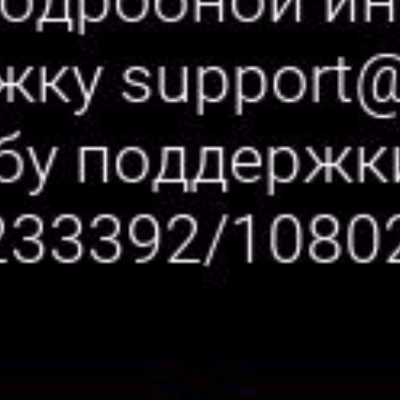 одробной ин
жку support@
бу поддержки
233392/10802